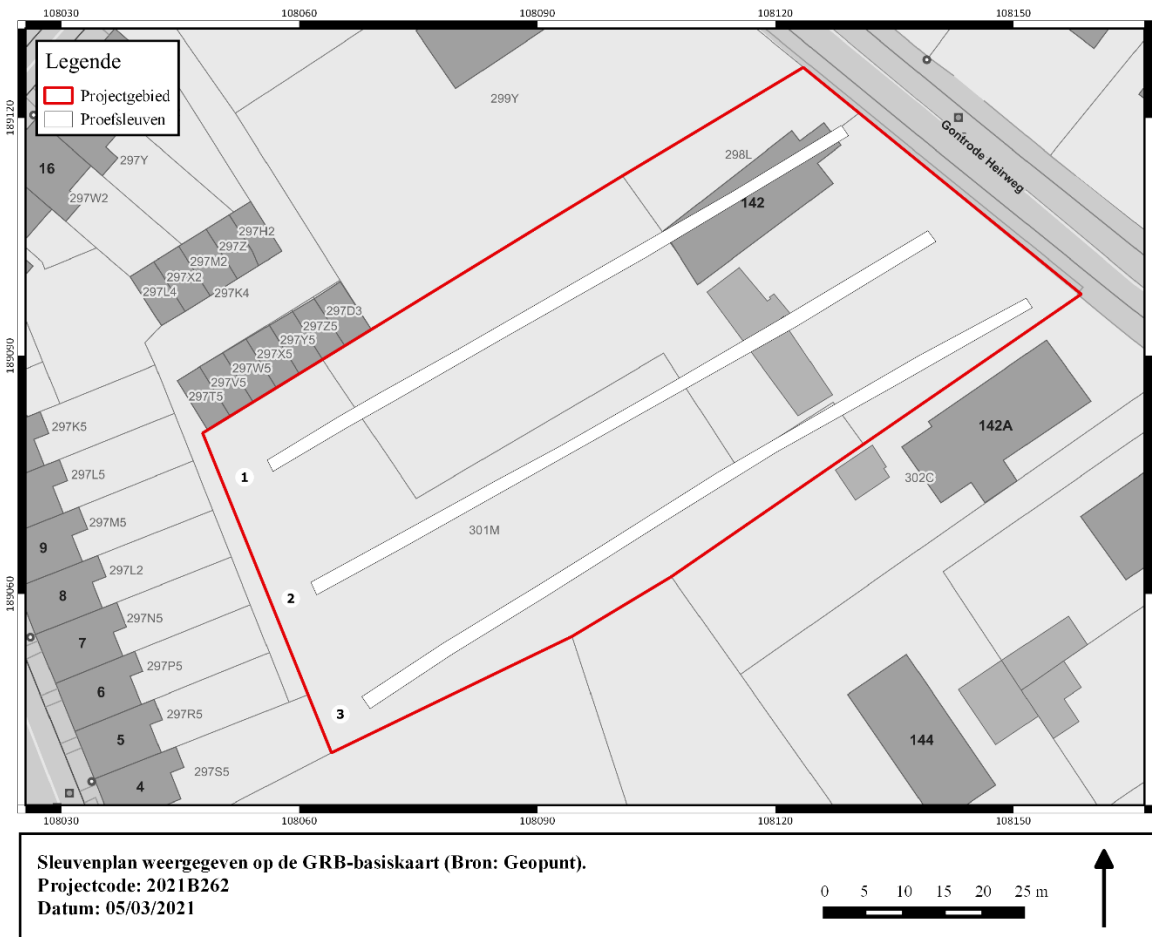 108030
108060
108090
108120
108150
189120
189090
189060
Legende
Projectgebied
Proefsleuven
299Y
298L
142
Gontrode Heirweg
16
297Y
297W2
297H2
297Z
297M2
297X2
297L4
297K4
297D3
297Z5
297Y5
297X5
297W5
297V5
297T5
297K5
297L5
297M5
9
297L2
8
297N5
7
297P5
6
297R5
5
297S5
4
1
2
3
301M
142A
302C
144
108030
108060
108090
108120
108150
Sleuvenplan weergegeven op de GRB-basiskaart (Bron: Geopunt).
Projectcode: 2021B262
Datum: 05/03/2021
0 5 10 15 20 25 m